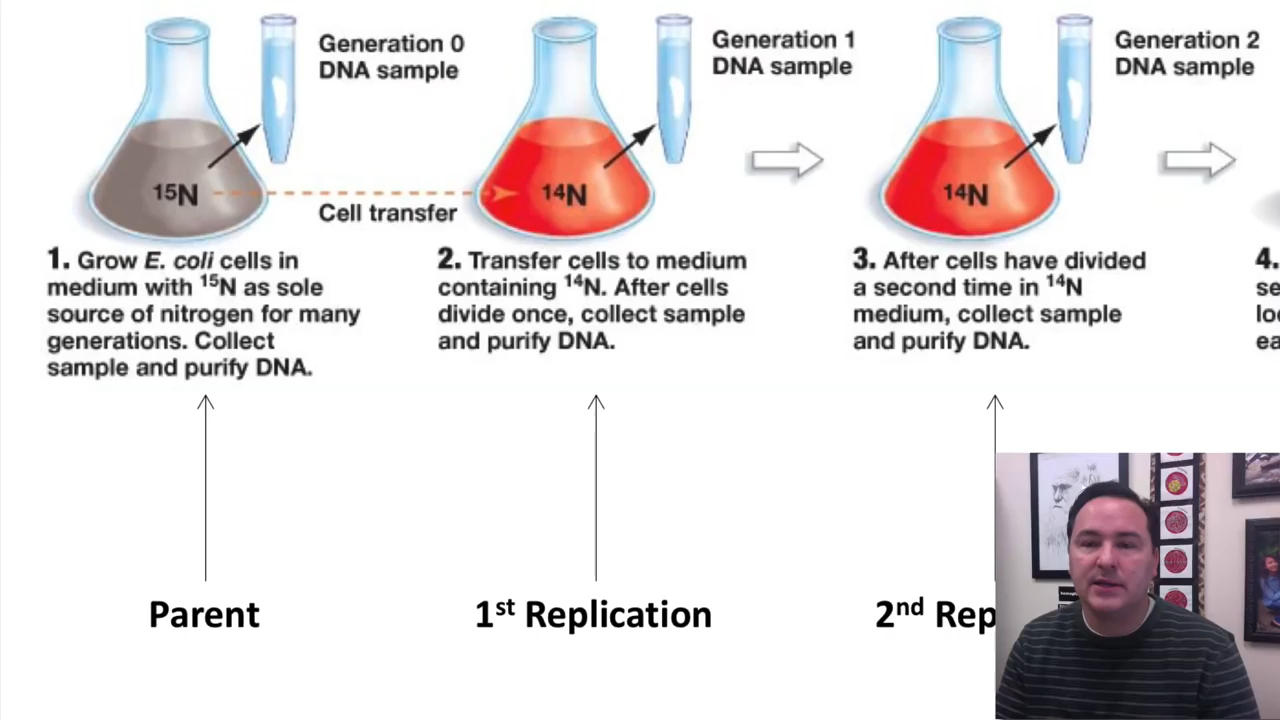 Generation 0
DNA sample
Generation 1
DNA sample
Generation 2
DNA sample
¹⁵N
Cell transfer
¹⁴N
¹⁴N
1. Grow E. coli cells in
medium with ¹⁵N as sole
source of nitrogen for many
generations. Collect
sample and purify DNA.
2. Transfer cells to medium
containing ¹⁴N. After cells
divide once, collect sample
and purify DNA.
3. After cells have divided
a second time in ¹⁴N
medium, collect sample
and purify DNA.
4.
se
loc
ea
Parent
1st Replication
2nd Rep